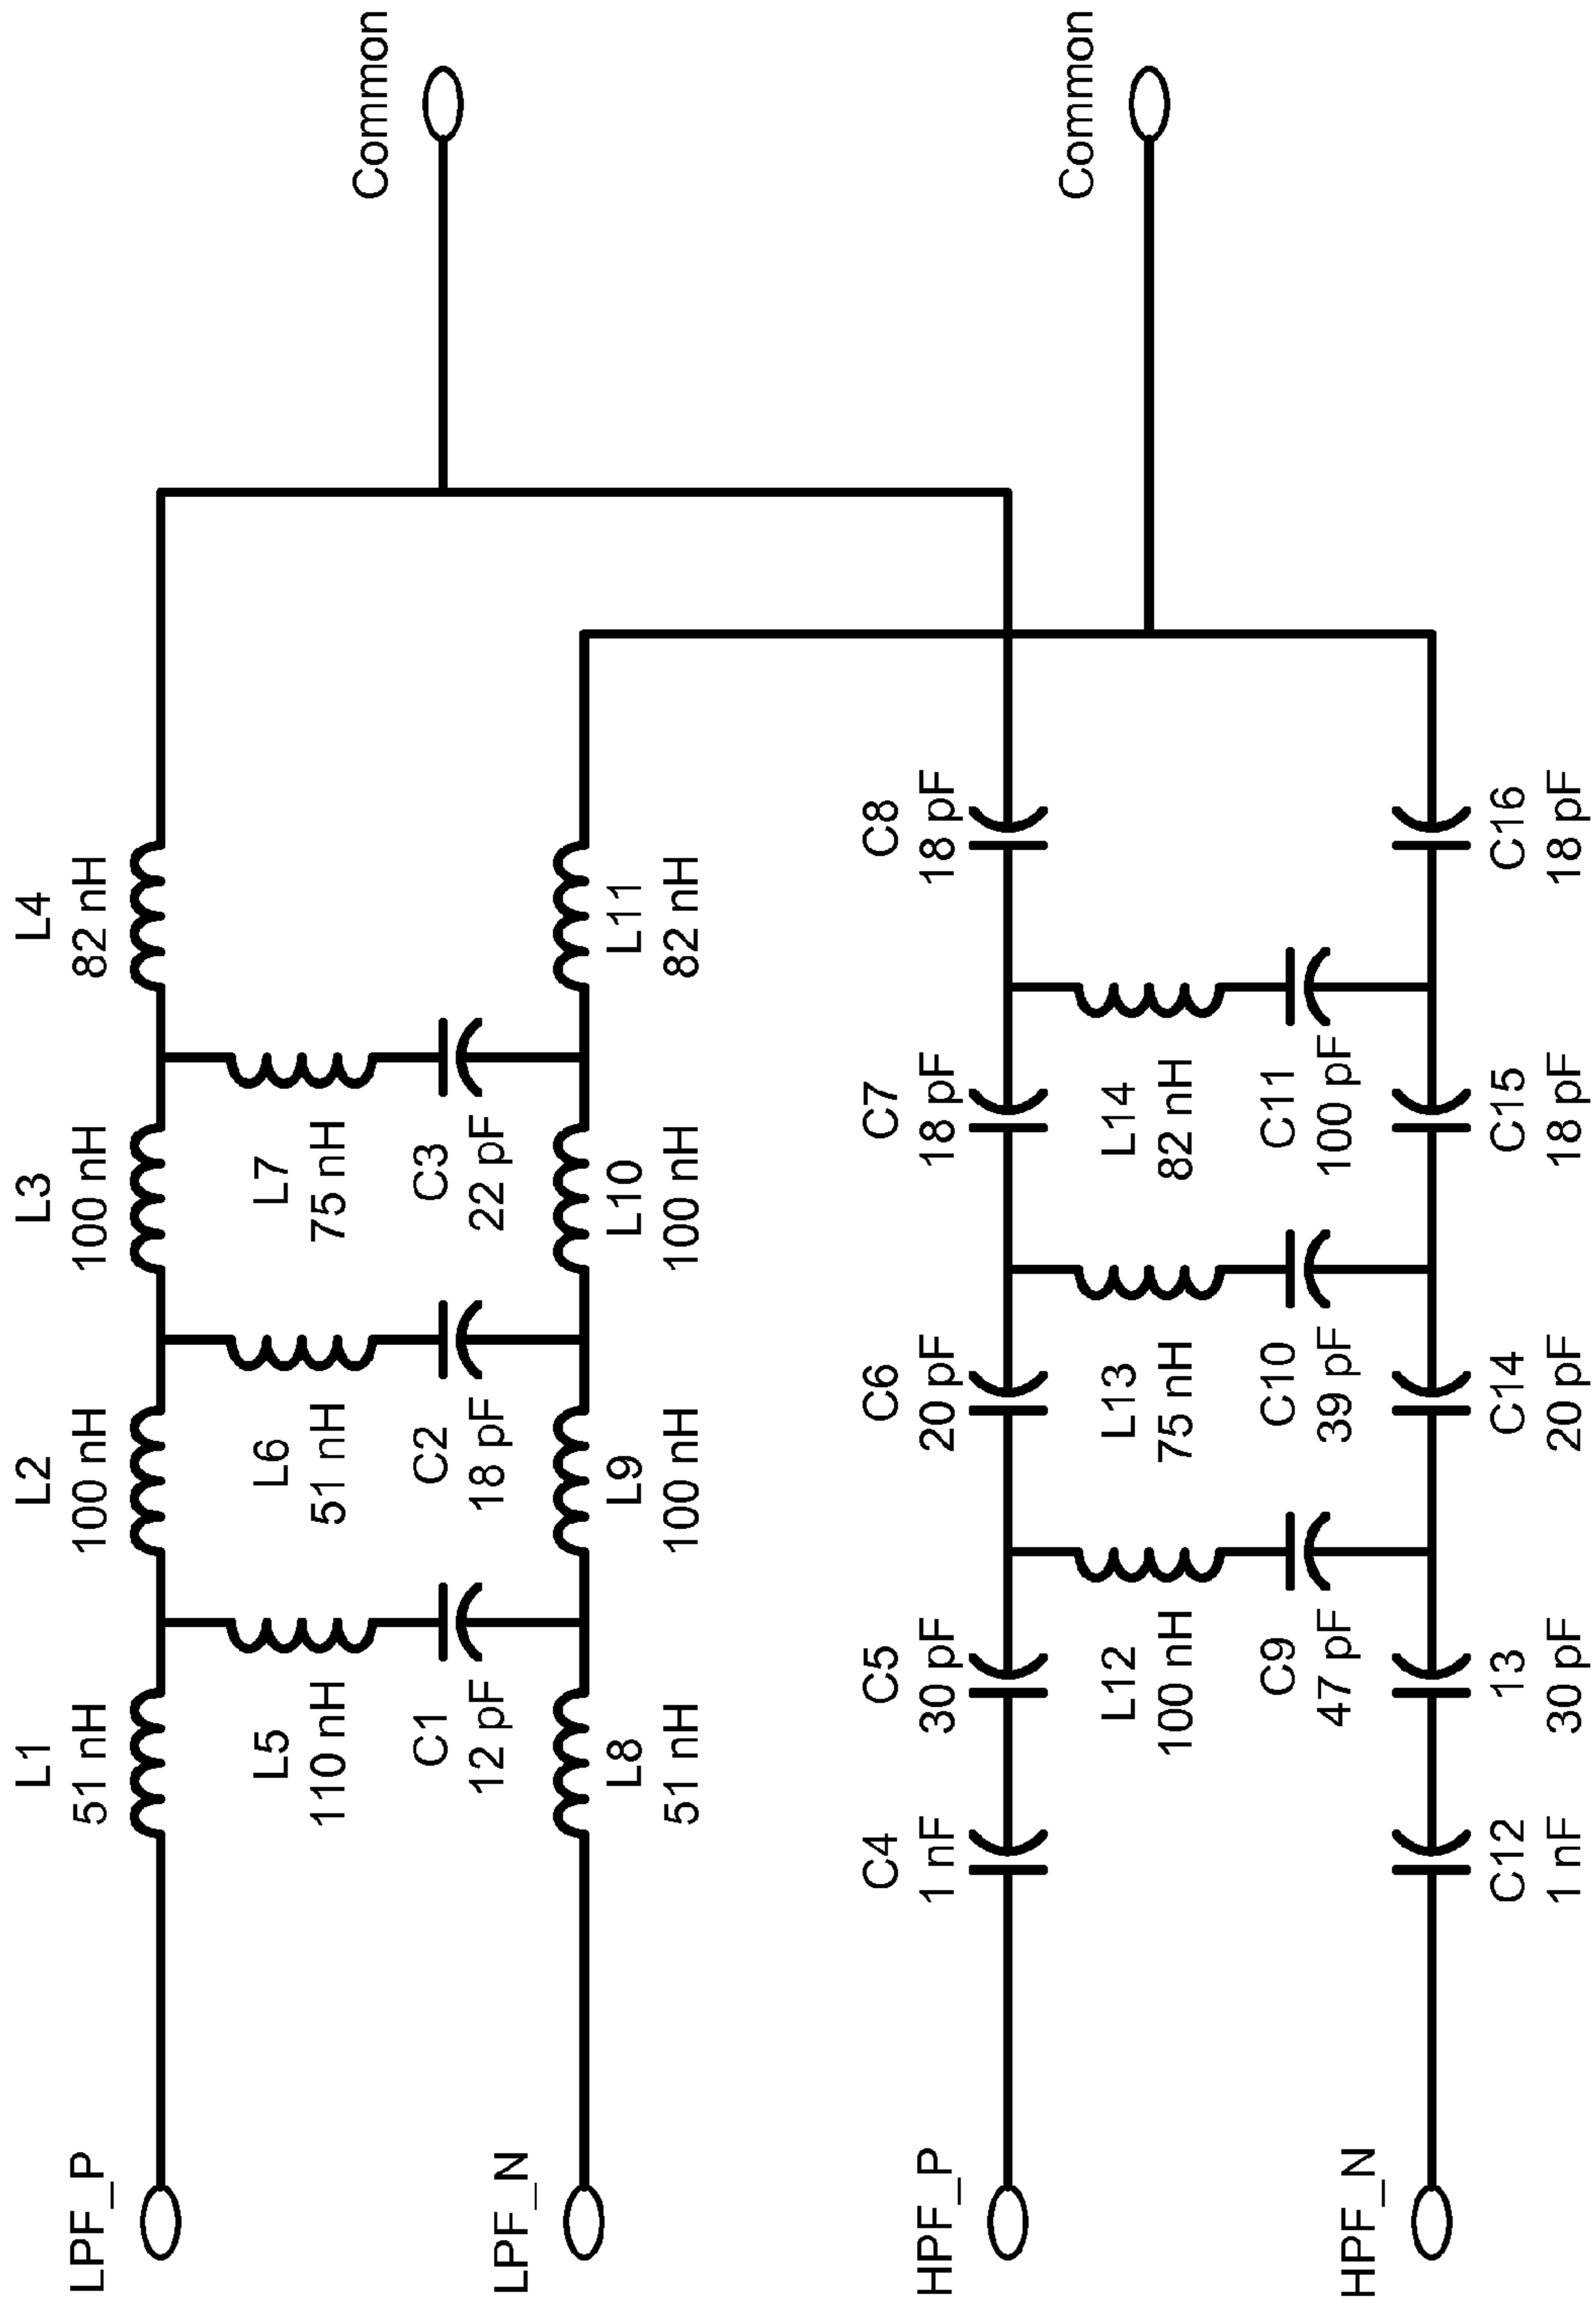 LPF_P
L1
51 nH
L2
100 nH
L3
100 nH
L4
82 nH
Common
L5
110 nH
L6
51 nH
L7
75 nH
C1
12 pF
C2
18 pF
C3
22 pF
LPF_N
L8
51 nH
L9
100 nH
L10
100 nH
L11
82 nH
HPF_P
C4
1 nF
C5
30 pF
C6
20 pF
C7
18 pF
C8
18 pF
Common
L12
100 nH
L13
75 nH
L14
82 nH
C9
47 pF
C10
39 pF
C11
100 pF
HPF_N
C12
1 nF
13
30 pF
C14
20 pF
C15
18 pF
C16
18 pF